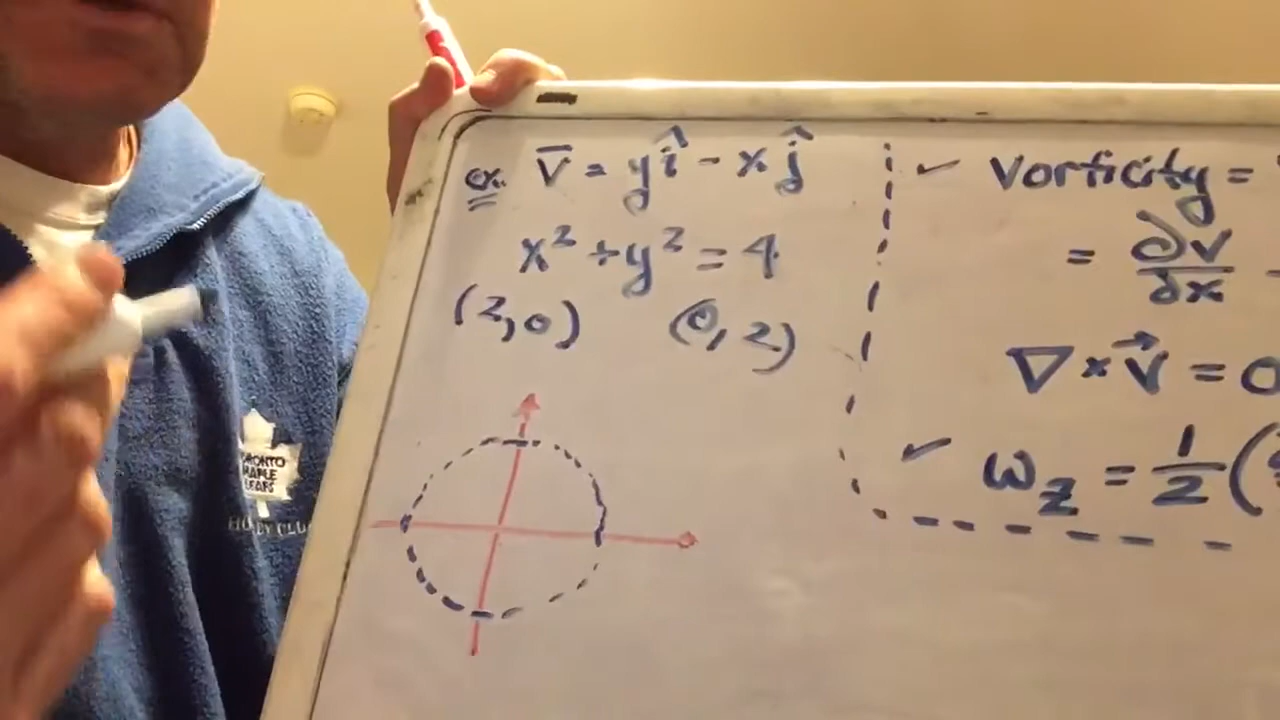 ex. V̅ = yî - xĵ
x² + y² = 4
(2,0) (0,2)
✓ Vorticity =
= ∂V/∂x -
∇ × V⃗ = 0
✓ ω_z = 1/2 (
TORONTO
MAPLE
LEAFS